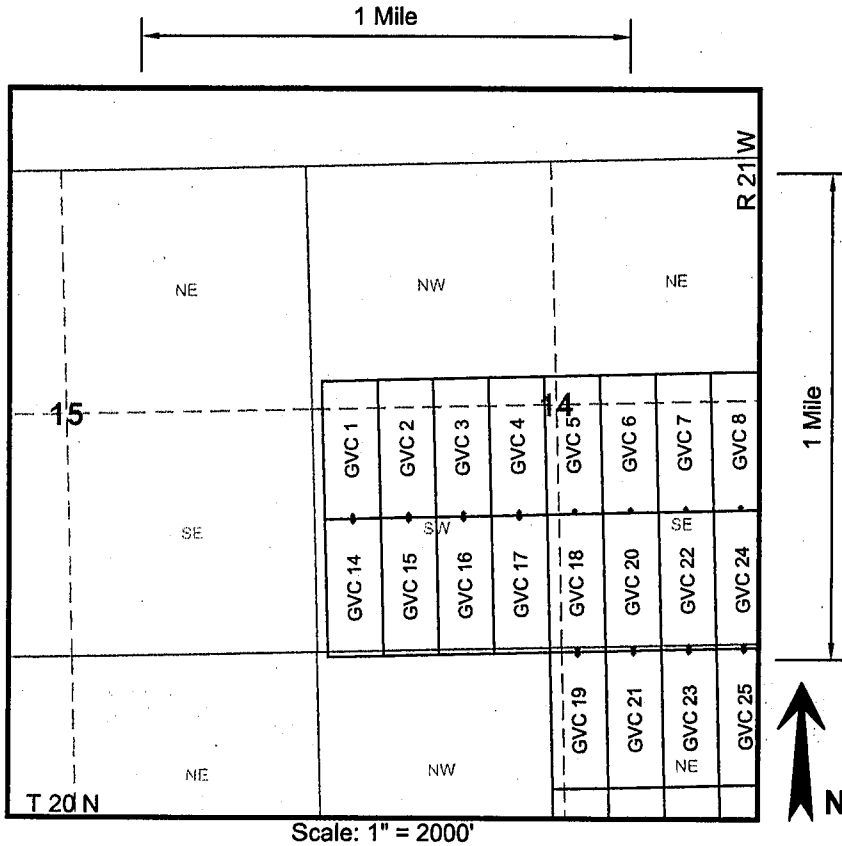 1 Mile
R 21 W
NE
NW
NE
1 Mile
15
14
GVC 1
GVC 2
GVC 3
GVC 4
GVC 5
GVC 6
GVC 7
GVC 8
SE
SW
SE
GVC 14
GVC 15
GVC 16
GVC 17
GVC 18
GVC 20
GVC 22
GVC 24
GVC 19
GVC 21
GVC 23
GVC 25
NE
NW
NE
T 20 N
N
Scale: 1" = 2000'